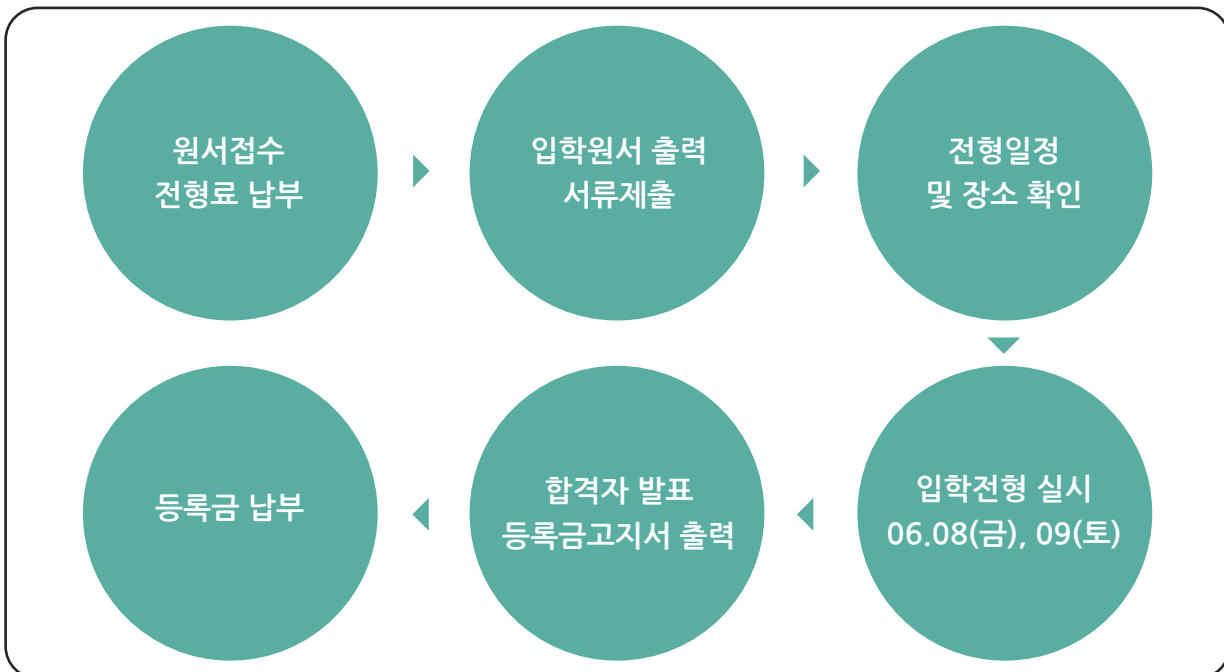 원서접수
전형료 납부
입학원서 출력
서류제출
전형일정
및 장소 확인
입학전형 실시
06.08(금), 09(토)
합격자 발표
등록금고지서 출력
등록금 납부